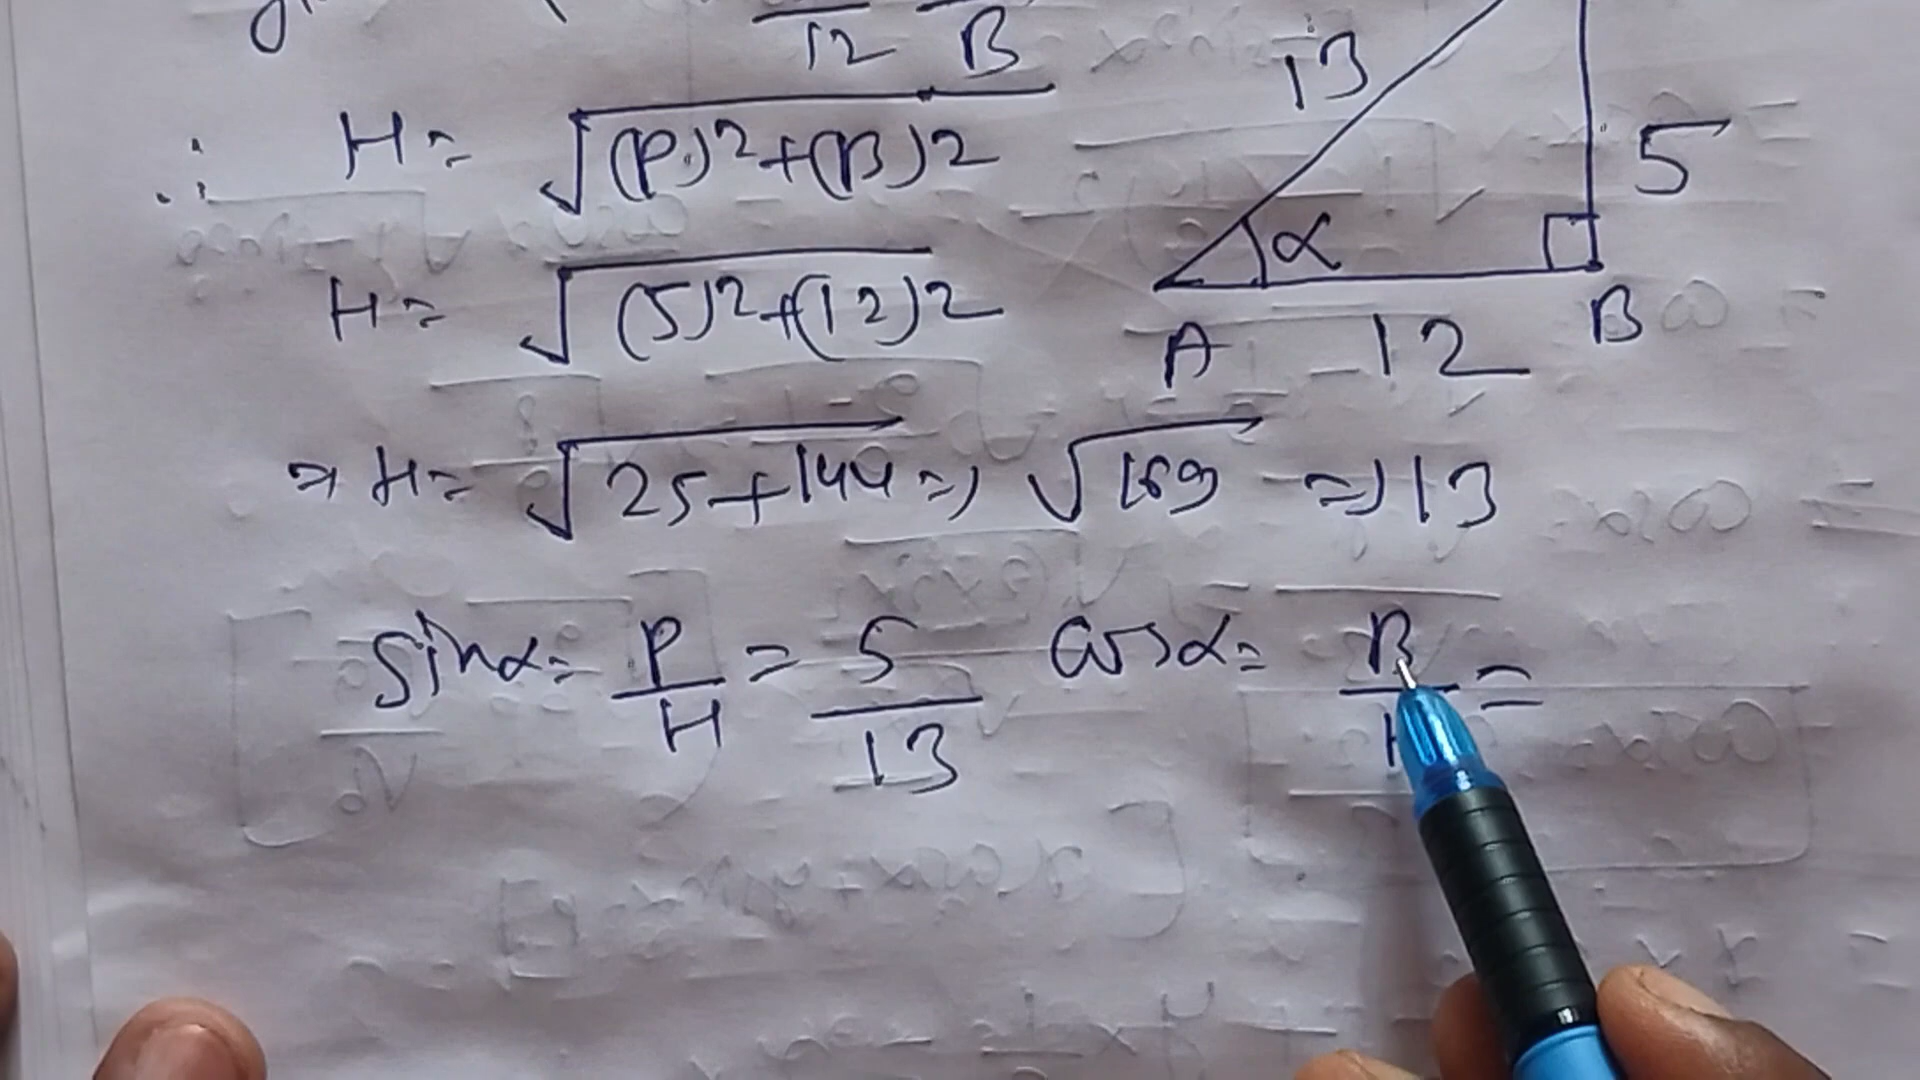 12 B
13
∴ H = √(P)²+(B)²
5
α
H = √(5)²+(12)²
A 12 B
⇒ H = √25+144 ⇒ √169 ⇒ 13
sinα = P/H = 5/13 cosα = B/H =